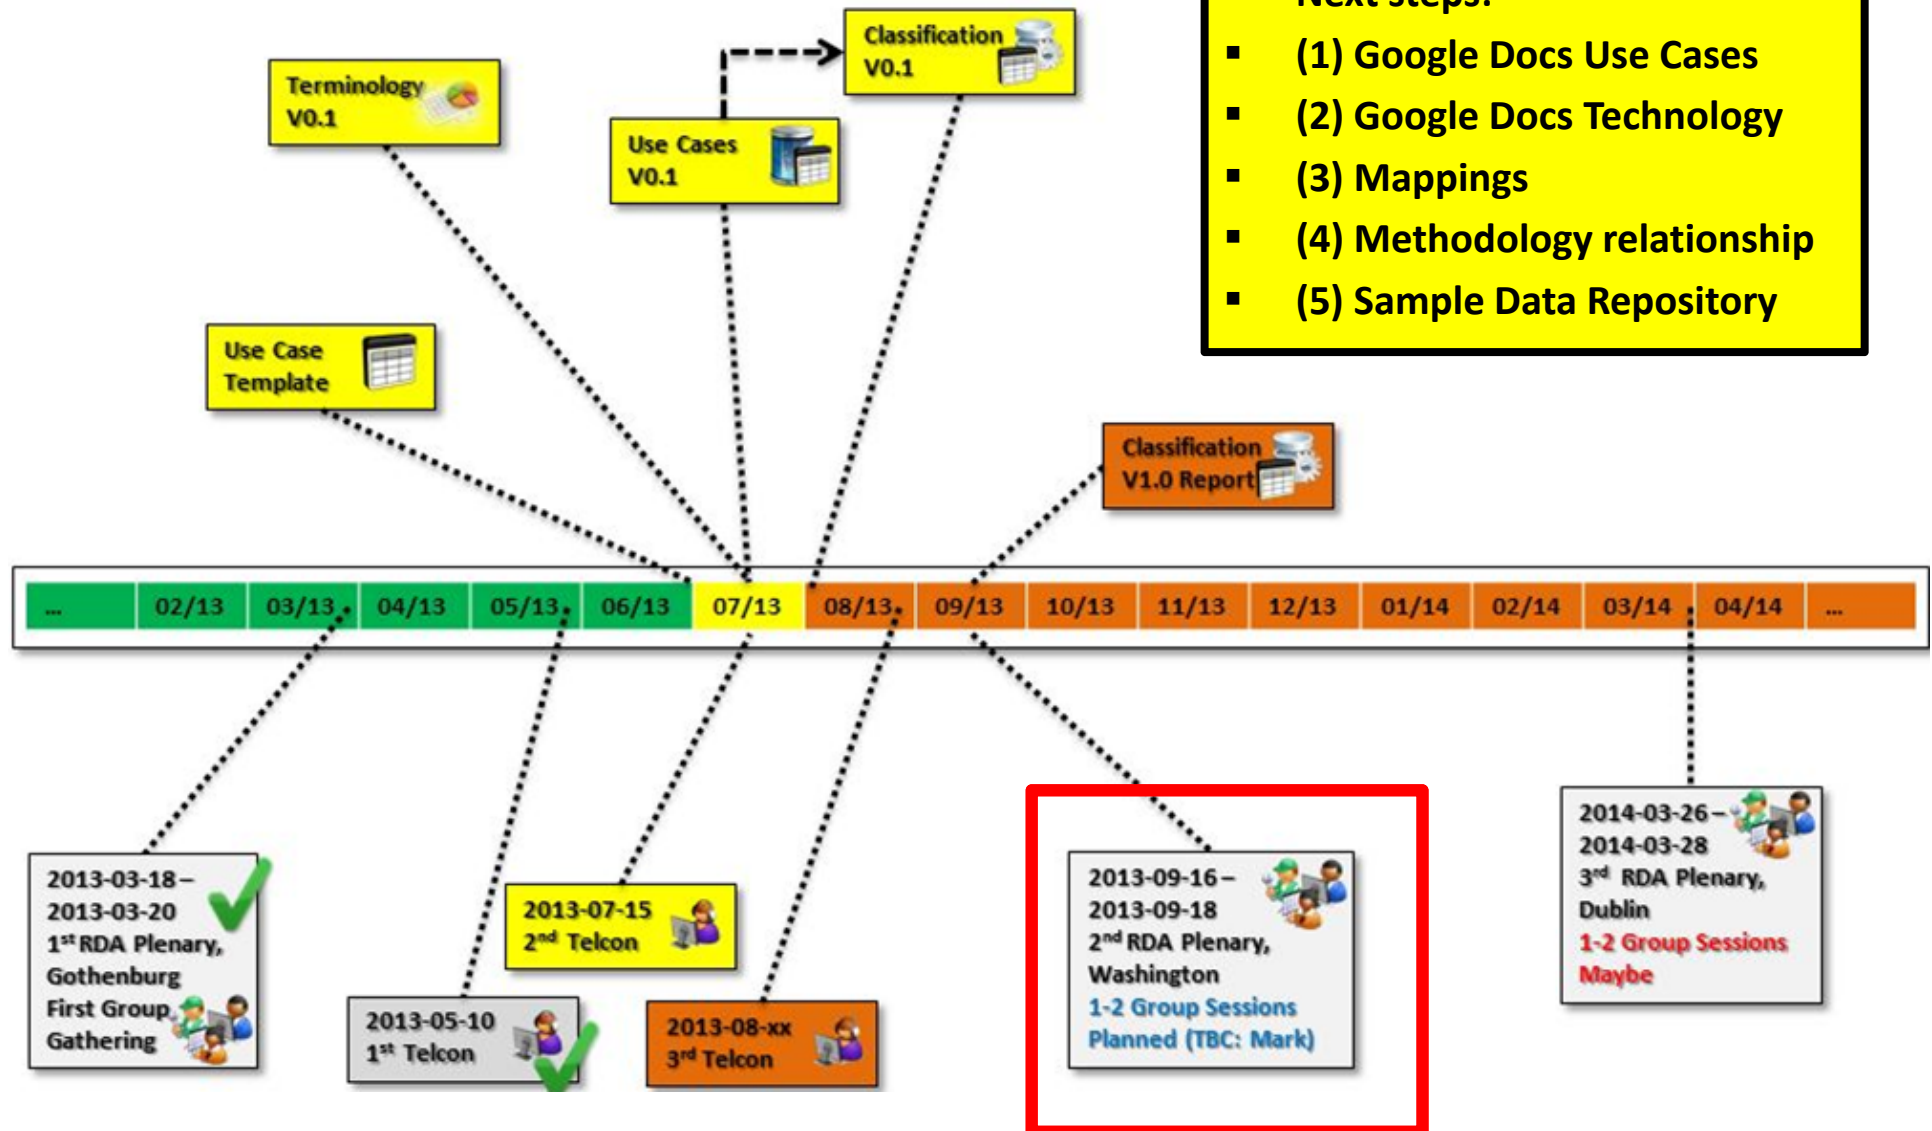 Next steps:
▪ (1) Google Docs Use Cases
▪ (2) Google Docs Technology
▪ (3) Mappings
▪ (4) Methodology relationship
▪ (5) Sample Data Repository
Classification
V0.1
Terminology
V0.1
Use Cases
V0.1
Use Case
Template
Classification
V1.0 Report
... 02/13 03/13 04/13 05/13 06/13 07/13 08/13 09/13 10/13 11/13 12/13 01/14 02/14 03/14 04/14 ...
2013-03-18 –
2013-03-20
1st RDA Plenary,
Gothenburg
First Group
Gathering
2013-05-10
1st Telcon
2013-07-15
2nd Telcon
2013-08-xx
3rd Telcon
2013-09-16 –
2013-09-18
2nd RDA Plenary,
Washington
1-2 Group Sessions
Planned (TBC: Mark)
2014-03-26 –
2014-03-28
3rd RDA Plenary,
Dublin
1-2 Group Sessions
Maybe